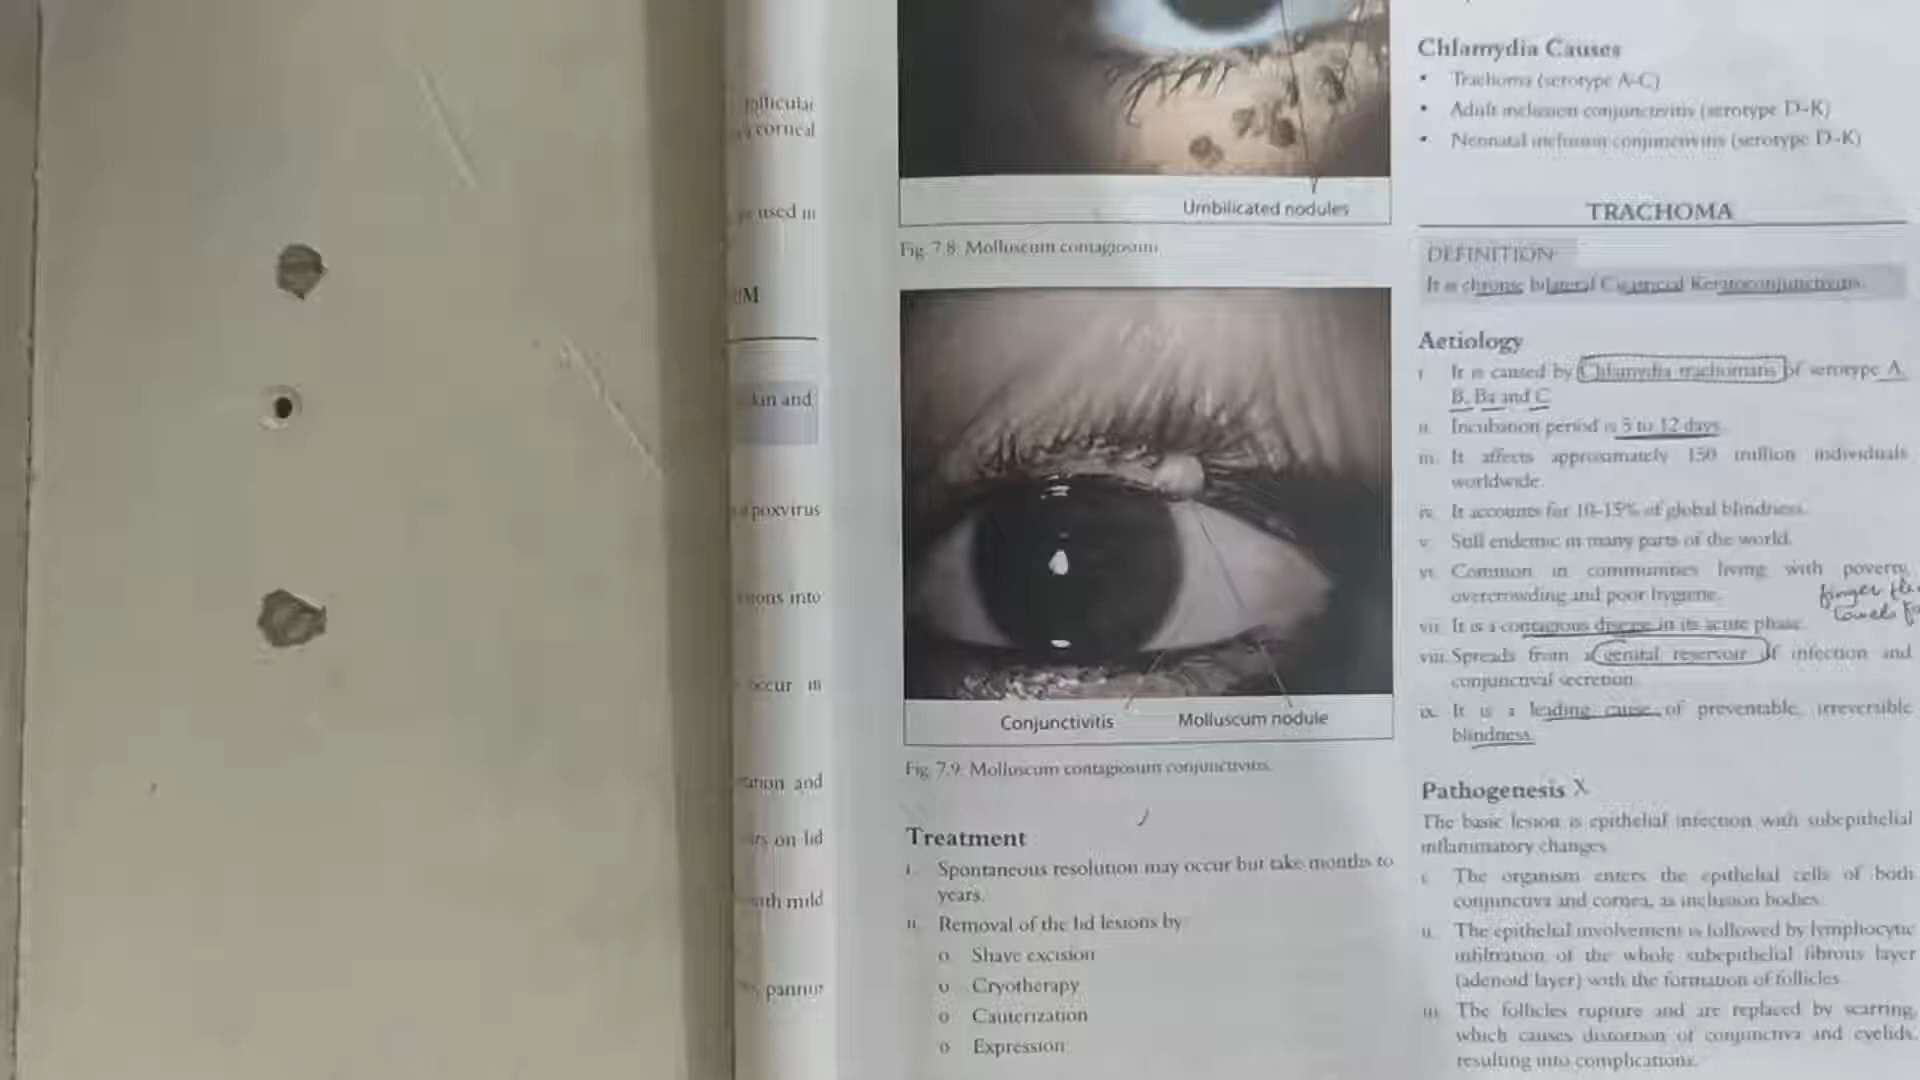 follicular
corneal
used in
skin and
poxvirus
into
occur in
and
on lid
with mild
pannus
Umbilicated nodules
Fig. 7.8: Molluscum contagiosum
Conjunctivitis Molluscum nodule
Fig. 7.9: Molluscum contagiosum conjunctivitis.
Treatment
i. Spontaneous resolution may occur but take months to
years.
ii. Removal of the lid lesions by
o Shave excision
o Cryotherapy
o Cauterization
o Expression
Chlamydia Causes
• Trachoma (serotype A-C)
• Adult inclusion conjunctivitis (serotype D-K)
• Neonatal inclusion conjunctivitis (serotype D-K)
TRACHOMA
DEFINITION
It is chronic bilateral Cicatricial Keratoconjunctivitis.
Aetiology
i. It is caused by Chlamydia trachomatis of serotype A,
B, Ba and C
ii. Incubation period is 5 to 12 days.
iii. It affects approximately 150 million individuals
worldwide.
iv. It accounts for 10-15% of global blindness.
v. Still endemic in many parts of the world.
vi. Common in communities living with poverty,
overcrowding and poor hygiene.
finger
towels
vii. It is a contagious disease in its acute phase.
viii. Spreads from a genital reservoir of infection and
conjunctival secretion.
ix. It is a leading cause of preventable, irreversible
blindness.
Pathogenesis X
The basic lesion is epithelial infection with subepithelial
inflammatory changes
i. The organism enters the epithelial cells of both
conjunctiva and cornea, as inclusion bodies.
ii. The epithelial involvement is followed by lymphocytic
infiltration of the whole subepithelial fibrous layer
(adenoid layer) with the formation of follicles.
iii. The follicles rupture and are replaced by scarring,
which causes distortion of conjunctiva and eyelids,
resulting into complications.